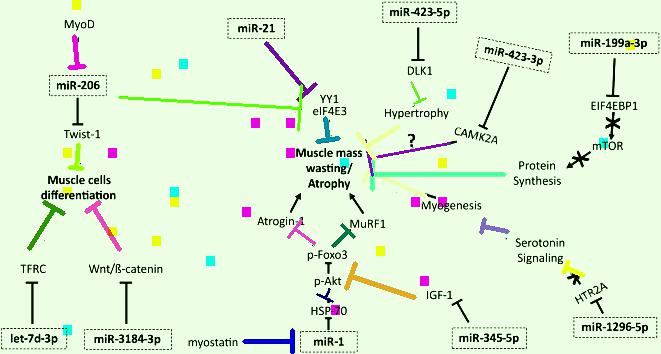 MyoD
miR-206
Twist-1
Muscle cells
differentiation
TFRC
Wnt/ß-catenin
let-7d-3p
miR-3184-3p
miR-21
YY1
eIF4E3
Muscle mass
wasting/
Atrophy
Atrogin-1
MuRF1
p-Foxo3
p-Akt
HSP-70
miR-1
myostatin
miR-423-5p
DLK1
Hypertrophy
miR-423-3p
CAMK2A
?
miR-199a-3p
EIF4EBP1
mTOR
Protein
Synthesis
Myogenesis
Serotonin
Signaling
HTR2A
miR-1296-5p
IGF-1
miR-345-5p